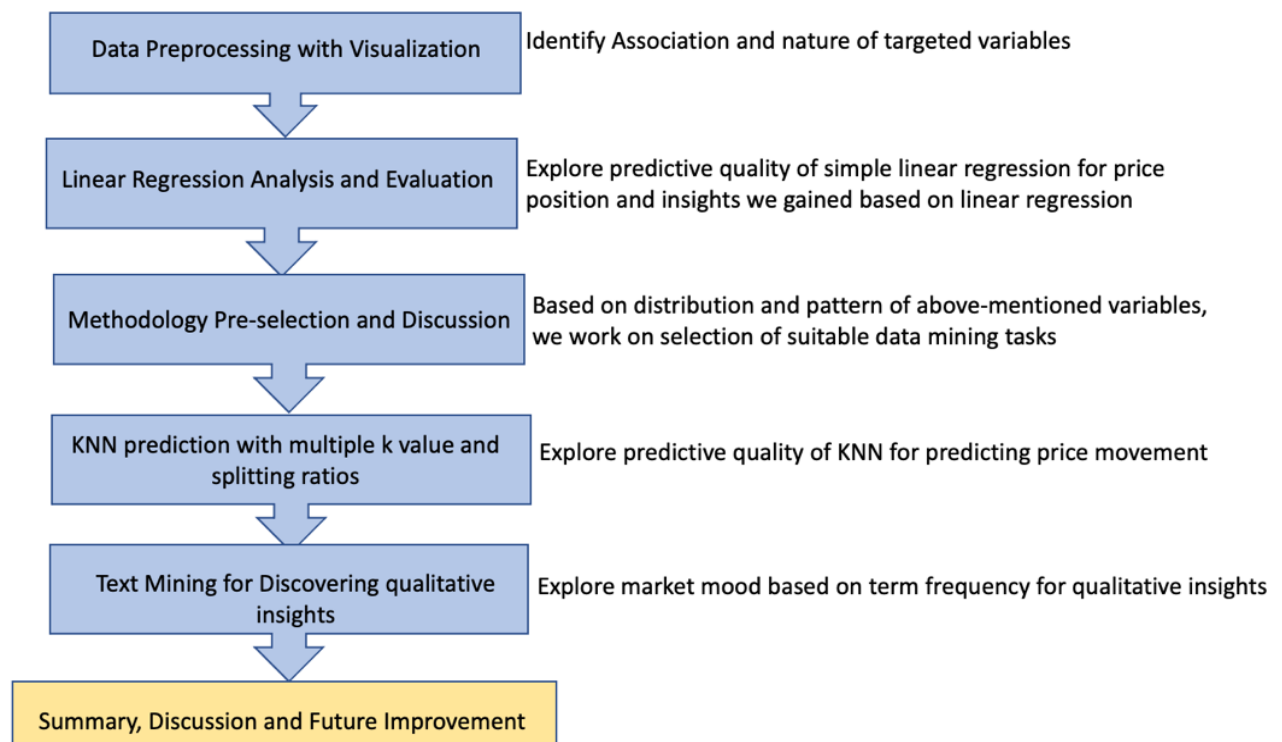 Data Preprocessing with Visualization
Identify Association and nature of targeted variables
Linear Regression Analysis and Evaluation
Explore predictive quality of simple linear regression for price
position and insights we gained based on linear regression
Methodology Pre-selection and Discussion
Based on distribution and pattern of above-mentioned variables,
we work on selection of suitable data mining tasks
KNN prediction with multiple k value and
splitting ratios
Explore predictive quality of KNN for predicting price movement
Text Mining for Discovering qualitative
insights
Explore market mood based on term frequency for qualitative insights
Summary, Discussion and Future Improvement